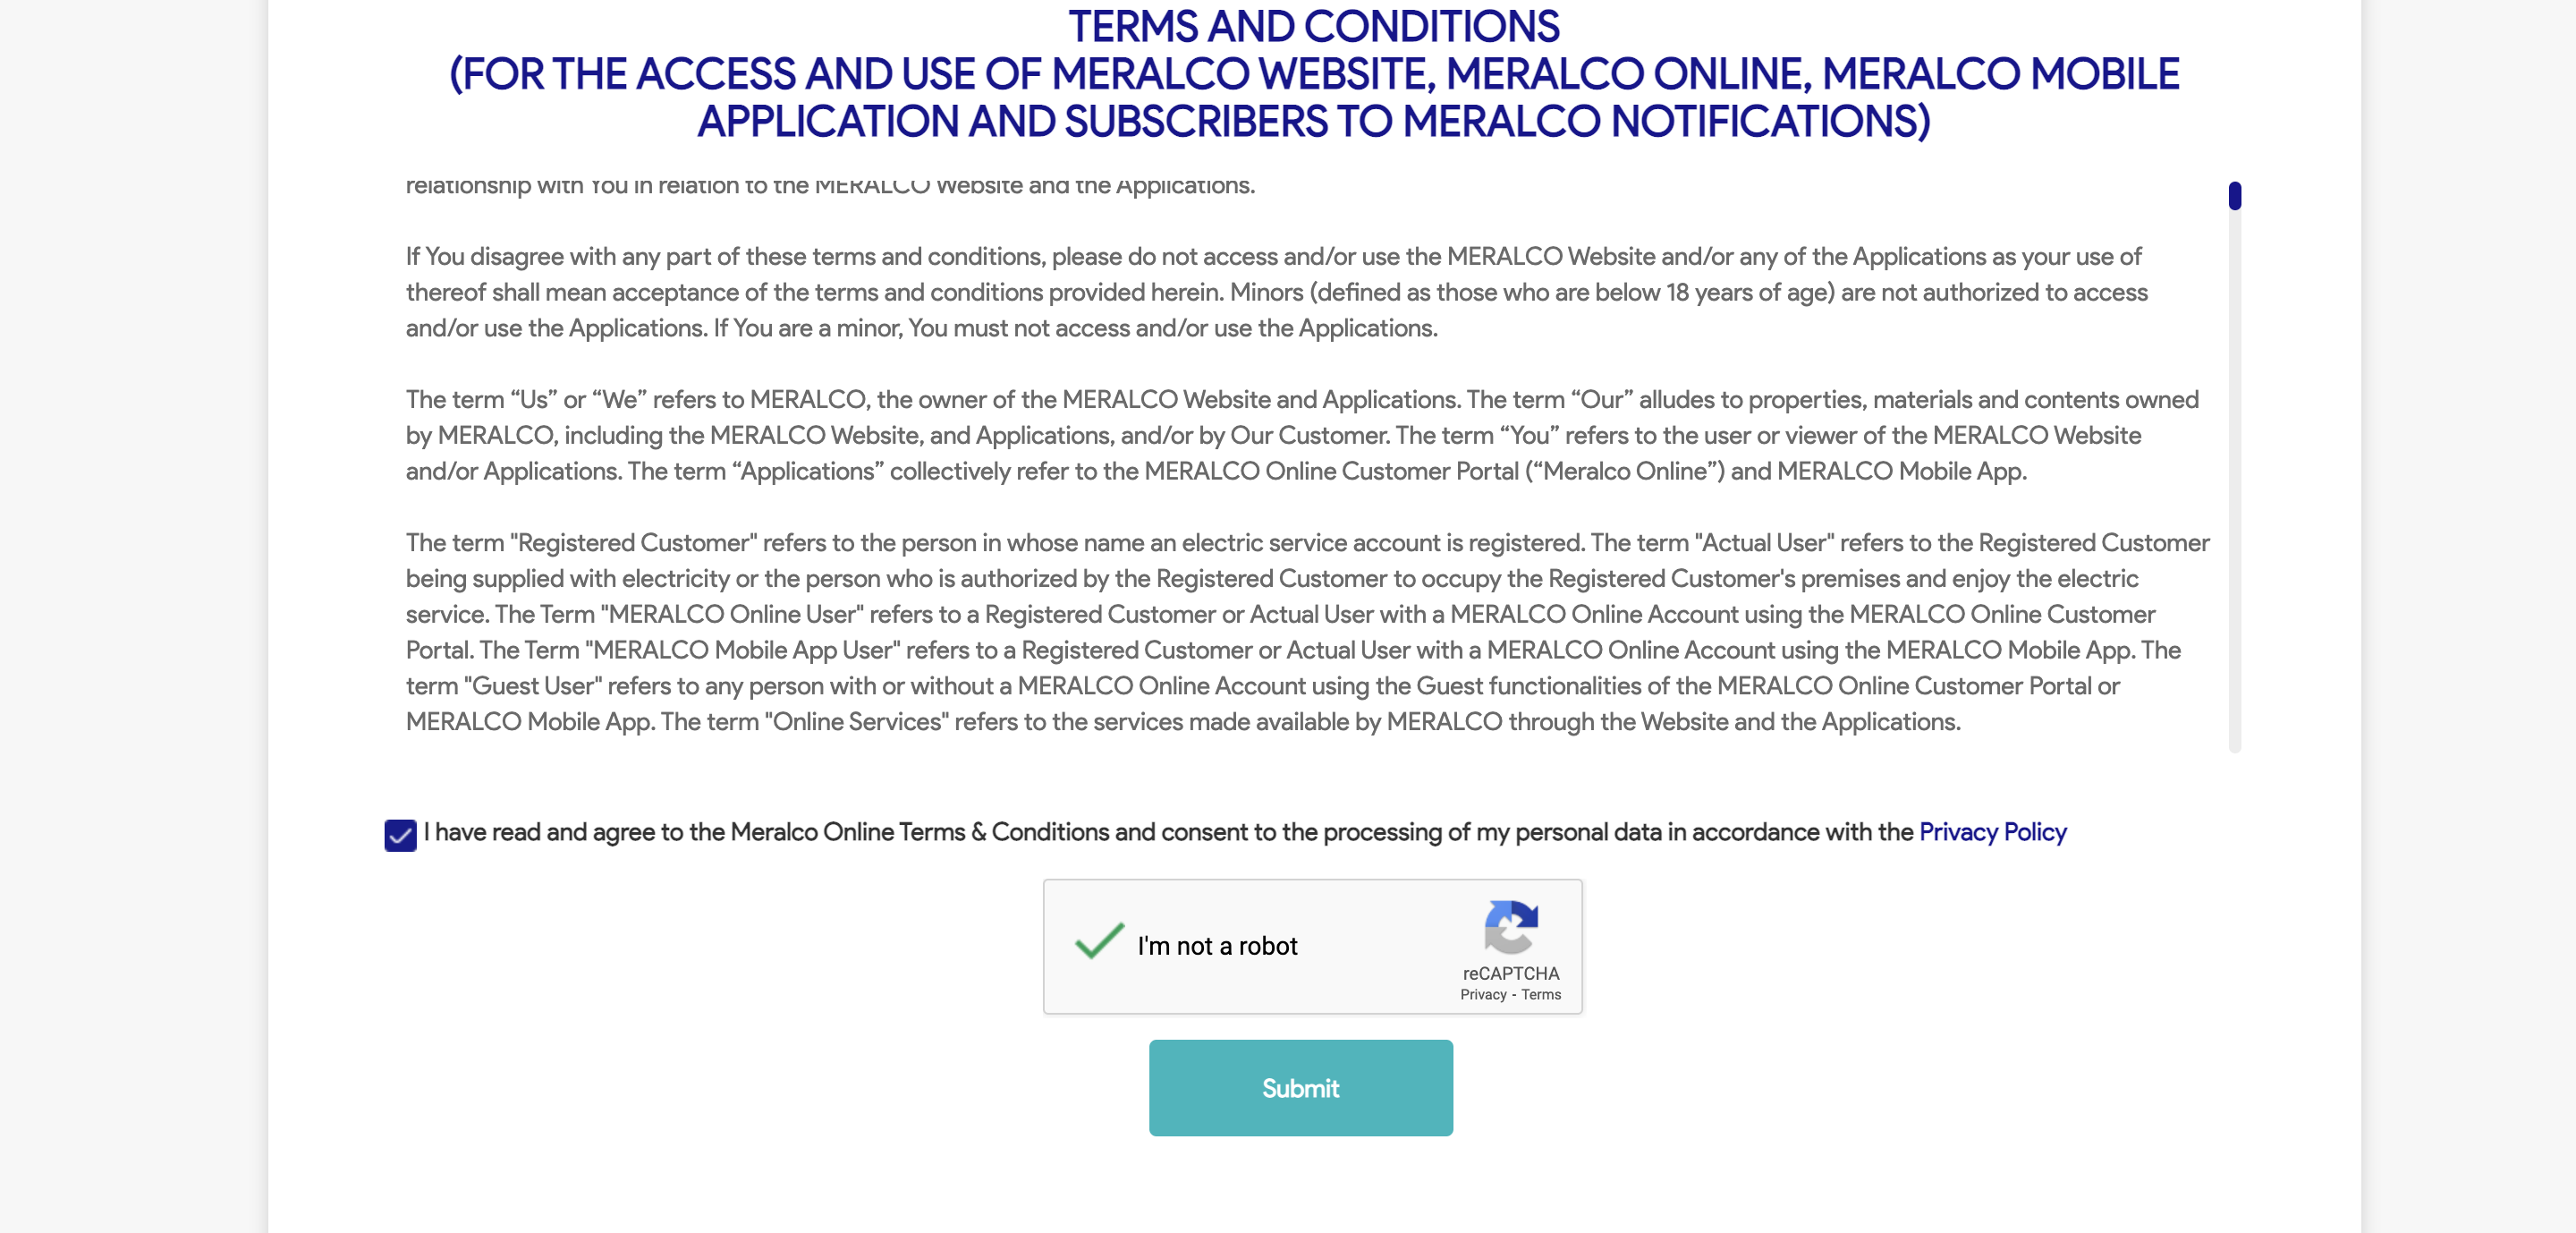 TERMS AND CONDITIONS
(FOR THE ACCESS AND USE OF MERALCO WEBSITE, MERALCO ONLINE, MERALCO MOBILE
APPLICATION AND SUBSCRIBERS TO MERALCO NOTIFICATIONS)
relationship with You in relation to the MERALCO Website and the Applications.
If You disagree with any part of these terms and conditions, please do not access and/or use the MERALCO Website and/or any of the Applications as your use of
thereof shall mean acceptance of the terms and conditions provided herein. Minors (defined as those who are below 18 years of age) are not authorized to access
and/or use the Applications. If You are a minor, You must not access and/or use the Applications.
The term “Us” or “We” refers to MERALCO, the owner of the MERALCO Website and Applications. The term “Our” alludes to properties, materials and contents owned
by MERALCO, including the MERALCO Website, and Applications, and/or by Our Customer. The term “You” refers to the user or viewer of the MERALCO Website
and/or Applications. The term “Applications” collectively refer to the MERALCO Online Customer Portal (“Meralco Online”) and MERALCO Mobile App.
The term "Registered Customer" refers to the person in whose name an electric service account is registered. The term "Actual User" refers to the Registered Customer
being supplied with electricity or the person who is authorized by the Registered Customer to occupy the Registered Customer's premises and enjoy the electric
service. The Term "MERALCO Online User" refers to a Registered Customer or Actual User with a MERALCO Online Account using the MERALCO Online Customer
Portal. The Term "MERALCO Mobile App User" refers to a Registered Customer or Actual User with a MERALCO Online Account using the MERALCO Mobile App. The
term "Guest User" refers to any person with or without a MERALCO Online Account using the Guest functionalities of the MERALCO Online Customer Portal or
MERALCO Mobile App. The term "Online Services" refers to the services made available by MERALCO through the Website and the Applications.
I have read and agree to the Meralco Online Terms & Conditions and consent to the processing of my personal data in accordance with the Privacy Policy
I'm not a robot
reCAPTCHA
Privacy - Terms
Submit